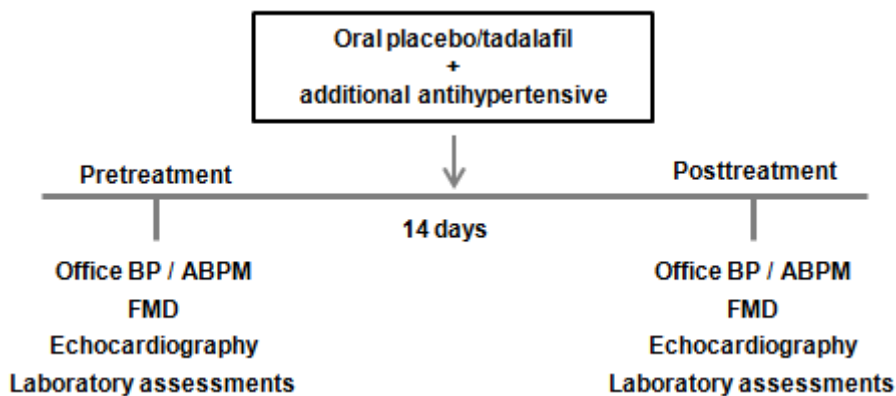 Oral placebo/tadalafil
+
additional antihypertensive
Pretreatment
Posttreatment
14 days
Office BP / ABPM
FMD
Echocardiography
Laboratory assessments
Office BP / ABPM
FMD
Echocardiography
Laboratory assessments